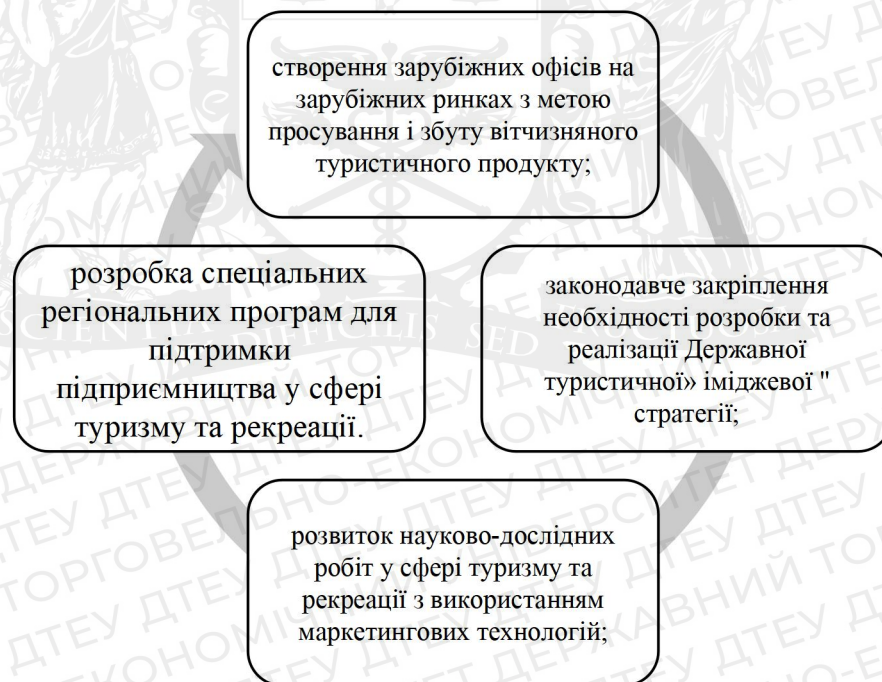 створення зарубіжних офісів на
зарубіжних ринках з метою
просування і збуту вітчизняного
туристичного продукту;
законодавче закріплення
необхідності розробки та
реалізації Державної
туристичної» іміджевої "
стратегії;
розвиток науково-дослідних
робіт у сфері туризму та
рекреації з використанням
маркетингових технологій;
розробка спеціальних
регіональних програм для
підтримки
підприємництва у сфері
туризму та рекреації.